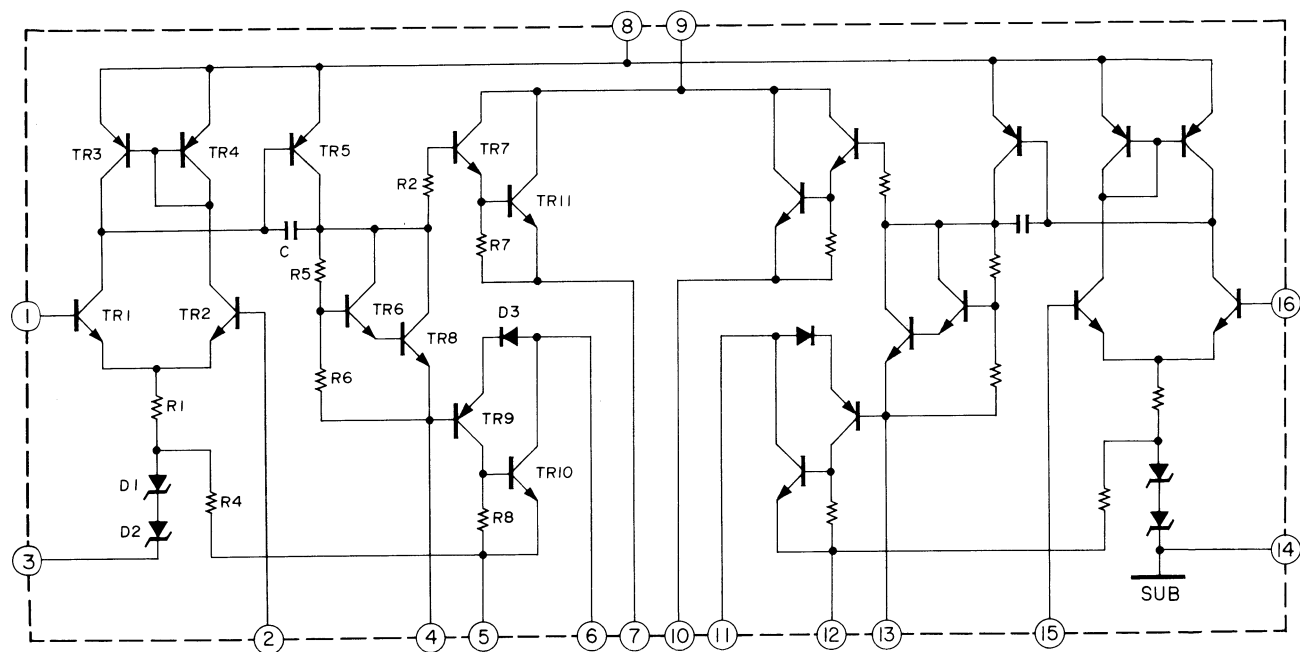 8 9
TR3 TR4 TR5 TR7
R2 TR11
C R5 R7
1 TR1 TR2 TR6 TR8 D3 16
R6
R1 TR9
D1 R4 TR10
D2 R8
3 14
SUB
2 4 5 6 7 10 11 12 13 15